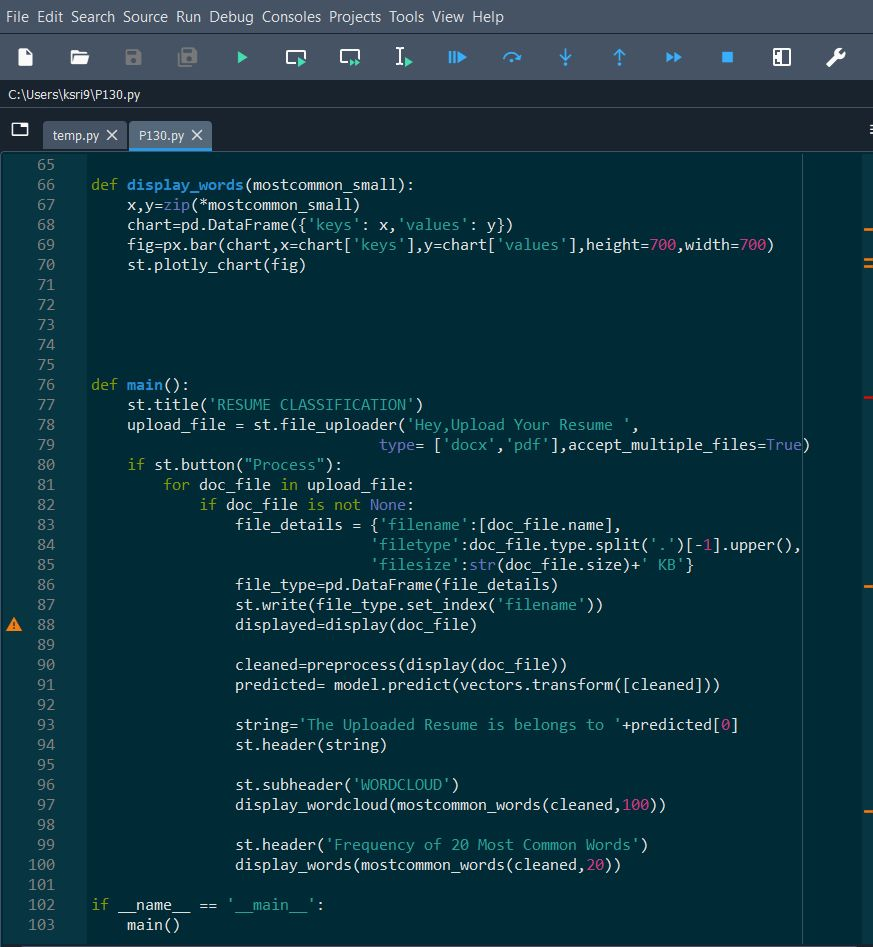 File Edit Search Source Run Debug Consoles Projects Tools View Help
C:\Users\ksri9\P130.py
temp.py P130.py
65
66 def display_words(mostcommon_small):
67     x,y=zip(*mostcommon_small)
68     chart=pd.DataFrame({'keys': x,'values': y})
69     fig=px.bar(chart,x=chart['keys'],y=chart['values'],height=700,width=700)
70     st.plotly_chart(fig)
71
72
73
74
75
76 def main():
77     st.title('RESUME CLASSIFICATION')
78     upload_file = st.file_uploader('Hey,Upload Your Resume ',
79                                 type= ['docx','pdf'],accept_multiple_files=True)
80     if st.button("Process"):
81         for doc_file in upload_file:
82             if doc_file is not None:
83                 file_details = {'filename':[doc_file.name],
84                                'filetype':doc_file.type.split('.')[-1].upper(),
85                                'filesize':str(doc_file.size)+' KB'}
86                 file_type=pd.DataFrame(file_details)
87                 st.write(file_type.set_index('filename'))
88                 displayed=display(doc_file)
89
90                 cleaned=preprocess(display(doc_file))
91                 predicted= model.predict(vectors.transform([cleaned]))
92
93                 string='The Uploaded Resume is belongs to '+predicted[0]
94                 st.header(string)
95
96                 st.subheader('WORDCLOUD')
97                 display_wordcloud(mostcommon_words(cleaned,100))
98
99                 st.header('Frequency of 20 Most Common Words')
100                 display_words(mostcommon_words(cleaned,20))
101
102 if __name__ == '__main__':
103     main()